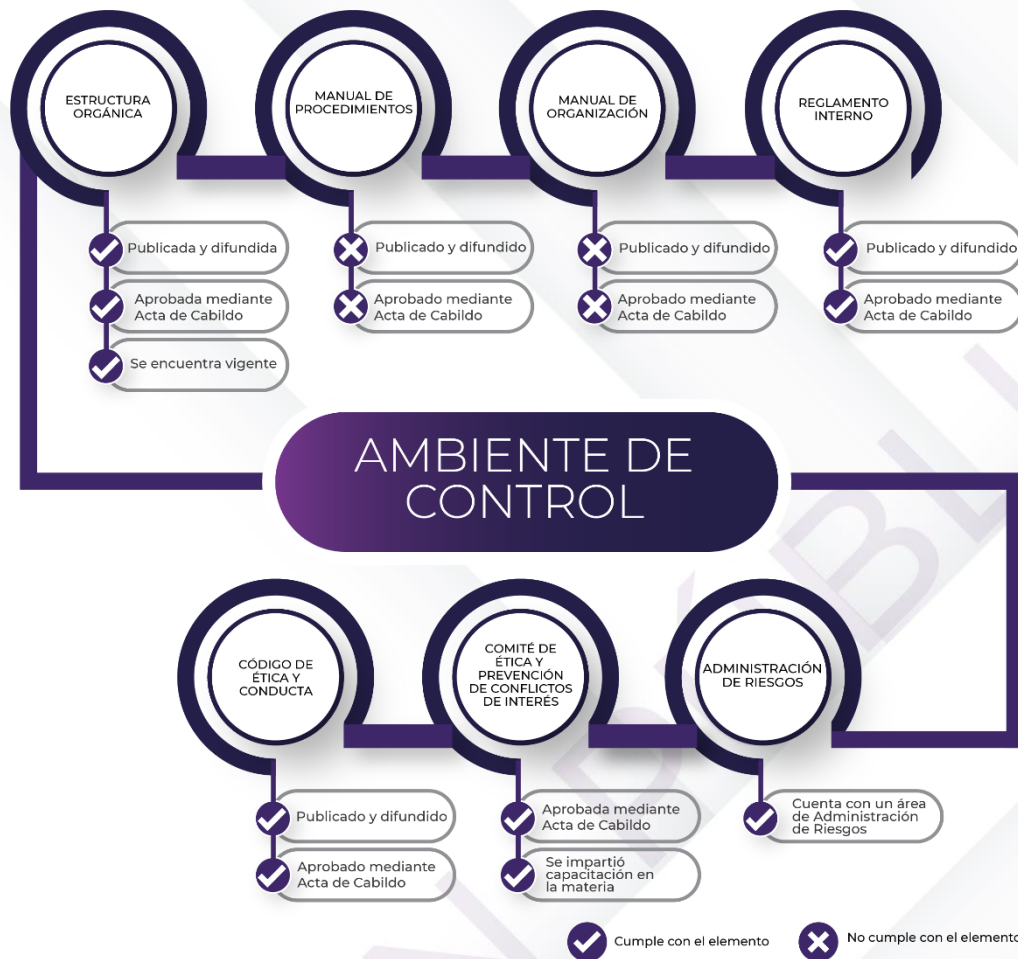 ESTRUCTURA
ORGÁNICA
MANUAL DE
PROCEDIMIENTOS
MANUAL DE
ORGANIZACIÓN
REGLAMENTO
INTERNO
Publicada y difundida
Aprobada mediante
Acta de Cabildo
Se encuentra vigente
Publicado y difundido
Aprobado mediante
Acta de Cabildo
Publicado y difundido
Aprobado mediante
Acta de Cabildo
Publicado y difundido
Aprobado mediante
Acta de Cabildo
AMBIENTE DE
CONTROL
CÓDIGO DE
ÉTICA Y
CONDUCTA
COMITÉ DE
ÉTICA Y
PREVENCIÓN
DE CONFLICTOS
DE INTERÉS
ADMINISTRACIÓN
DE RIESGOS
Publicado y difundido
Aprobado mediante
Acta de Cabildo
Aprobada mediante
Acta de Cabildo
Se impartió
capacitación en
la materia
Cuenta con un área
de Administración
de Riesgos
Cumple con el elemento
No cumple con el elemento